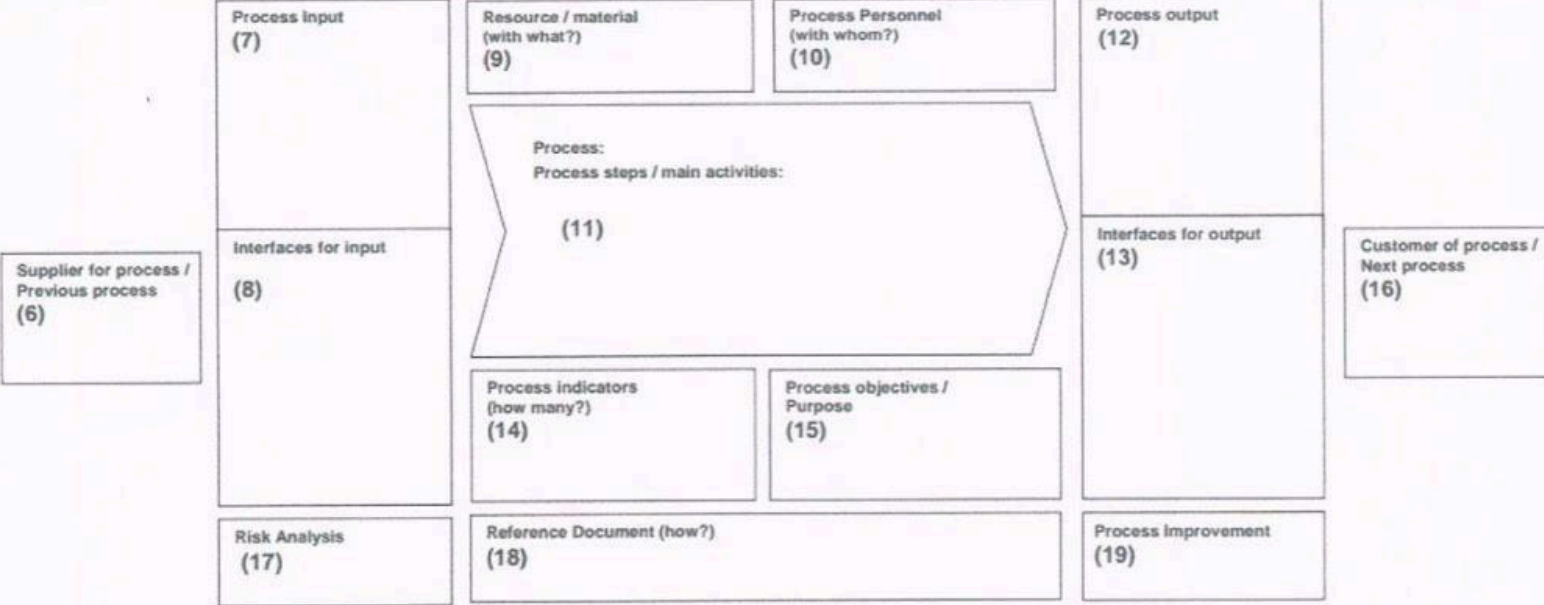 Process Input
(7)
Resource / material
(with what?)
(9)
Process Personnel
(with whom?)
(10)
Process output
(12)
Process:
Process steps / main activities:
(11)
Supplier for process /
Previous process
(6)
Interfaces for input
(8)
Interfaces for output
(13)
Customer of process /
Next process
(16)
Process indicators
(how many?)
(14)
Process objectives /
Purpose
(15)
Risk Analysis
(17)
Reference Document (how?)
(18)
Process Improvement
(19)